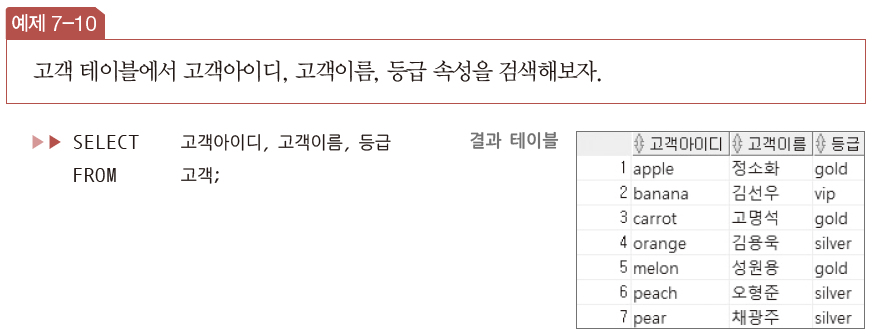 예제 7-10
고객 테이블에서 고객아이디, 고객이름, 등급 속성을 검색해보자.
▶▶ SELECT 고객아이디, 고객이름, 등급
FROM 고객;
결과 테이블
고객아이디 고객이름 등급
1 apple 정소화 gold
2 banana 김선우 vip
3 carrot 고명석 gold
4 orange 김용욱 silver
5 melon 성원용 gold
6 peach 오형준 silver
7 pear 채광주 silver